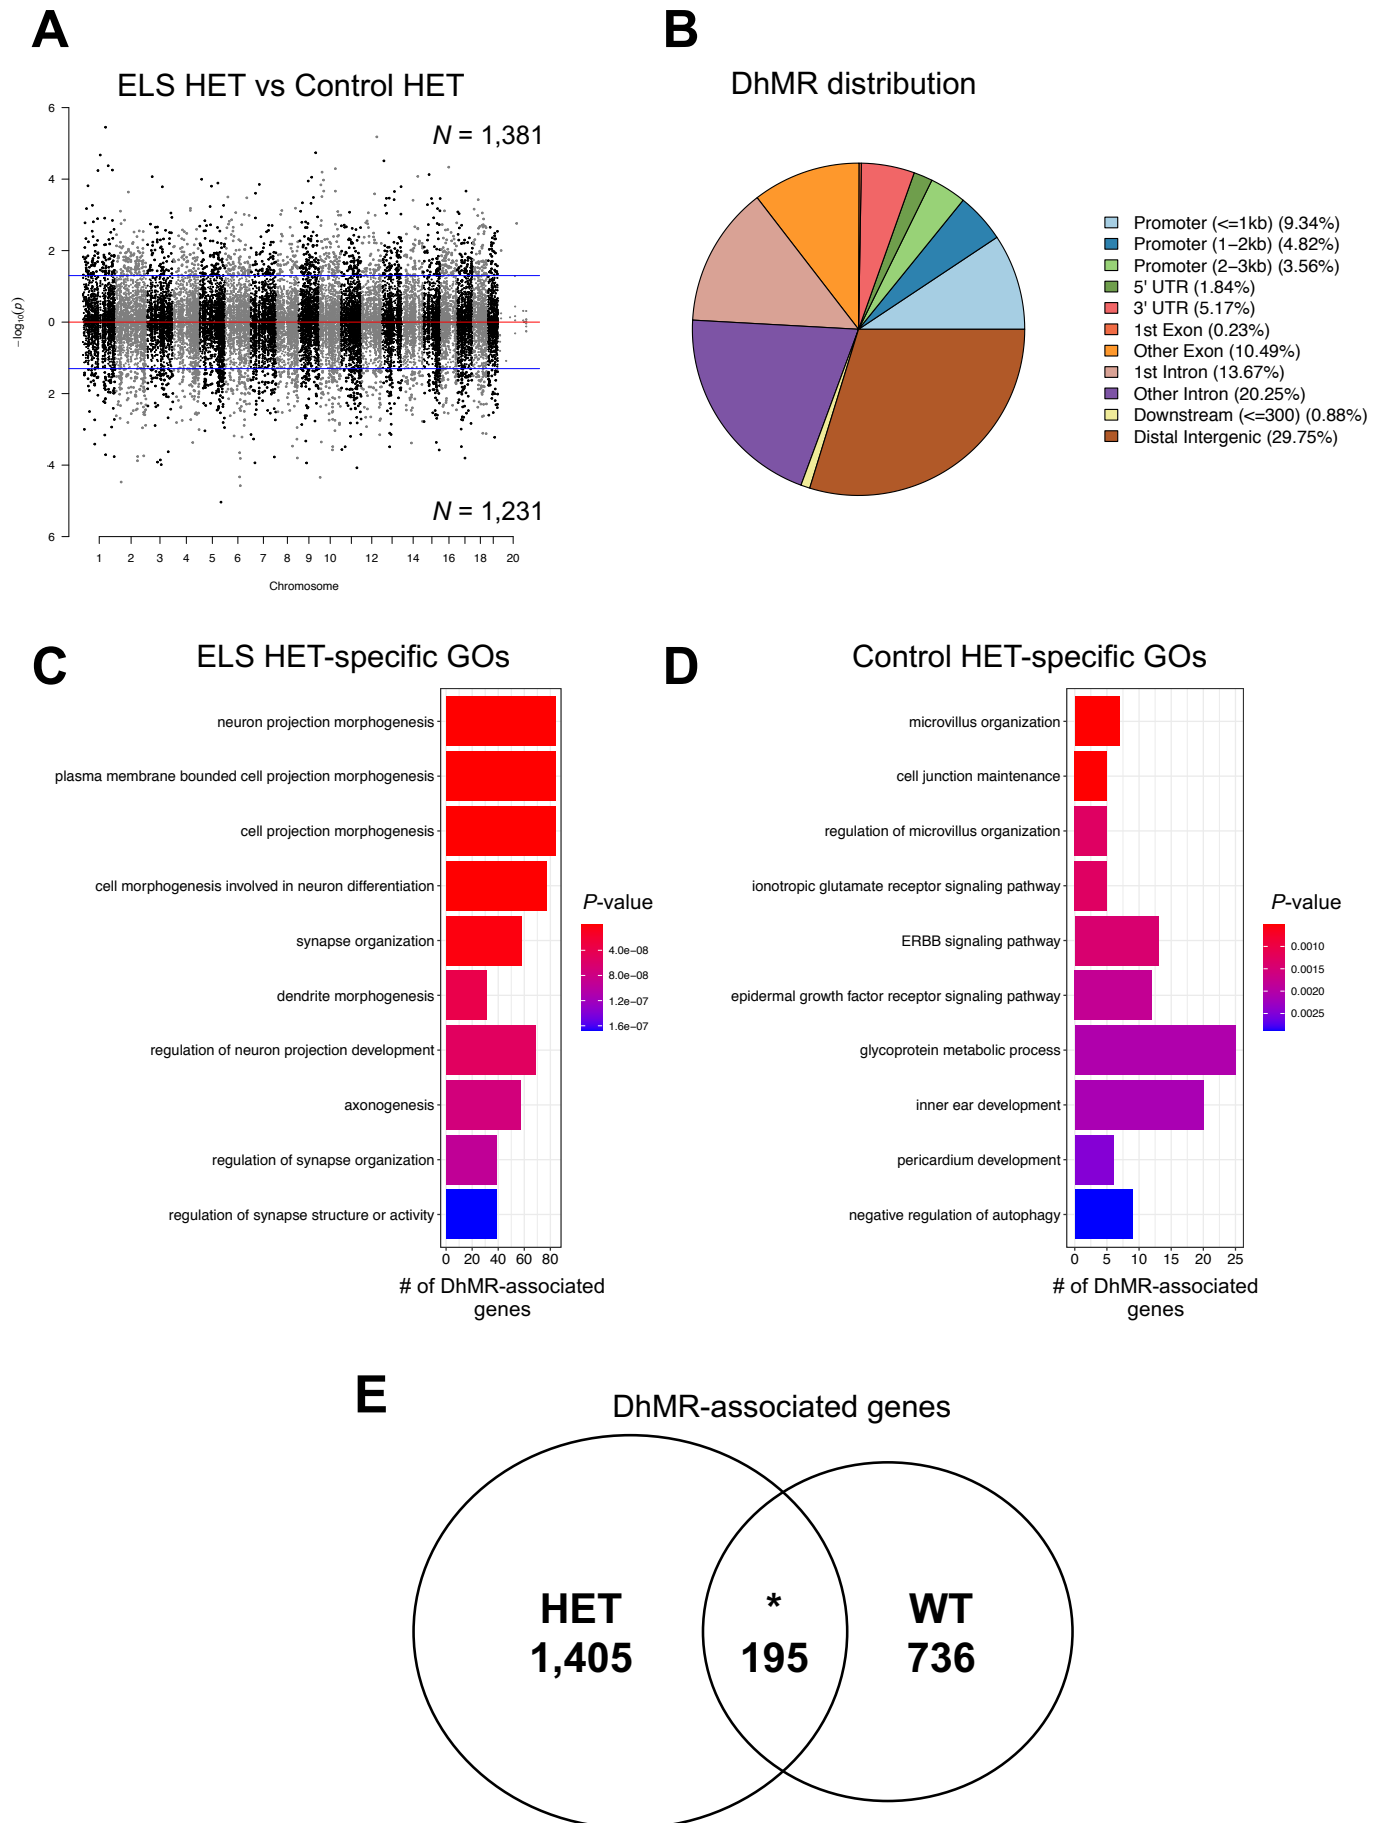 A
ELS HET vs Control HET
N = 1,381
6
4
2
0
2
4
6
−log10(p)
N = 1,231
1 2 3 4 5 6 7 8 9 10 12 14 16 18 20
Chromosome
B
DhMR distribution
Promoter (<=1kb) (9.34%)
Promoter (1−2kb) (4.82%)
Promoter (2−3kb) (3.56%)
5' UTR (1.84%)
3' UTR (5.17%)
1st Exon (0.23%)
Other Exon (10.49%)
1st Intron (13.67%)
Other Intron (20.25%)
Downstream (<=300) (0.88%)
Distal Intergenic (29.75%)
C
ELS HET-specific GOs
neuron projection morphogenesis
plasma membrane bounded cell projection morphogenesis
cell projection morphogenesis
cell morphogenesis involved in neuron differentiation
synapse organization
dendrite morphogenesis
regulation of neuron projection development
axonogenesis
regulation of synapse organization
regulation of synapse structure or activity
0 20 40 60 80
# of DhMR-associated
genes
P-value
4.0e−08
8.0e−08
1.2e−07
1.6e−07
D
Control HET-specific GOs
microvillus organization
cell junction maintenance
regulation of microvillus organization
ionotropic glutamate receptor signaling pathway
ERBB signaling pathway
epidermal growth factor receptor signaling pathway
glycoprotein metabolic process
inner ear development
pericardium development
negative regulation of autophagy
0 5 10 15 20 25
# of DhMR-associated
genes
P-value
0.0010
0.0015
0.0020
0.0025
E
DhMR-associated genes
HET
1,405
*
195
WT
736